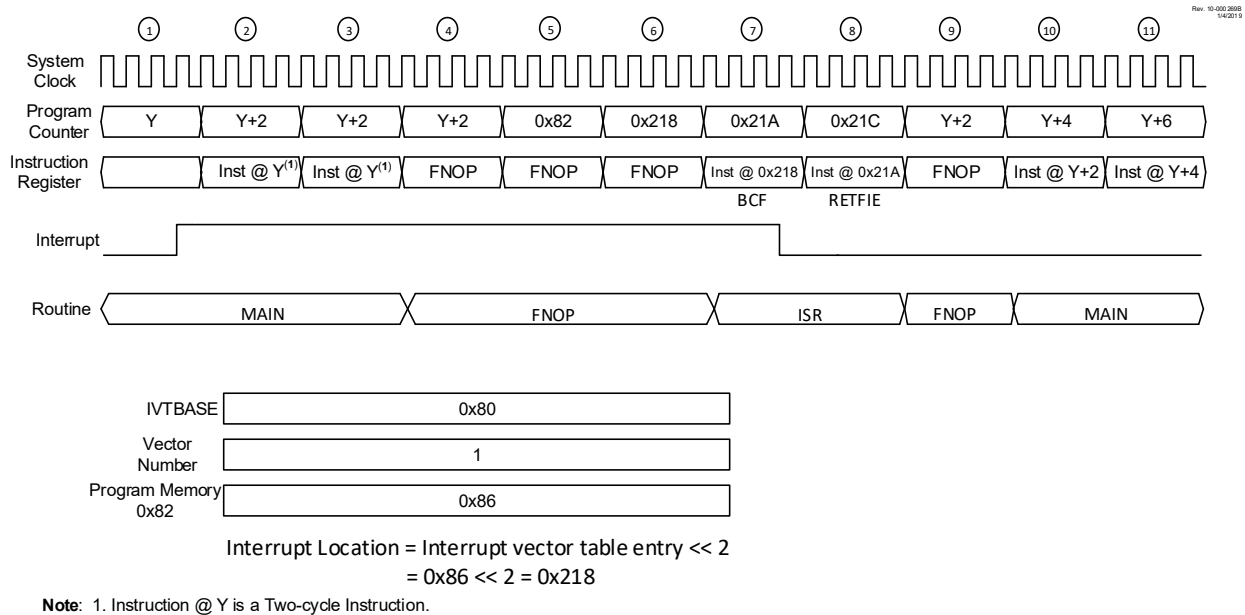 Rev. 10-000269B
1/4/2019
1 2 3 4 5 6 7 8 9 10 11
System
Clock
Program
Counter
Y Y+2 Y+2 Y+2 0x82 0x218 0x21A 0x21C Y+2 Y+4 Y+6
Instruction
Register
Inst @ Y(1) Inst @ Y(1) FNOP FNOP FNOP Inst @ 0x218 Inst @ 0x21A FNOP Inst @ Y+2 Inst @ Y+4
BCF RETFIE
Interrupt
Routine MAIN FNOP ISR FNOP MAIN
IVTBASE 0x80
Vector
Number
1
Program Memory
0x82
0x86
Interrupt Location = Interrupt vector table entry << 2
= 0x86 << 2 = 0x218
Note: 1. Instruction @ Y is a Two-cycle Instruction.